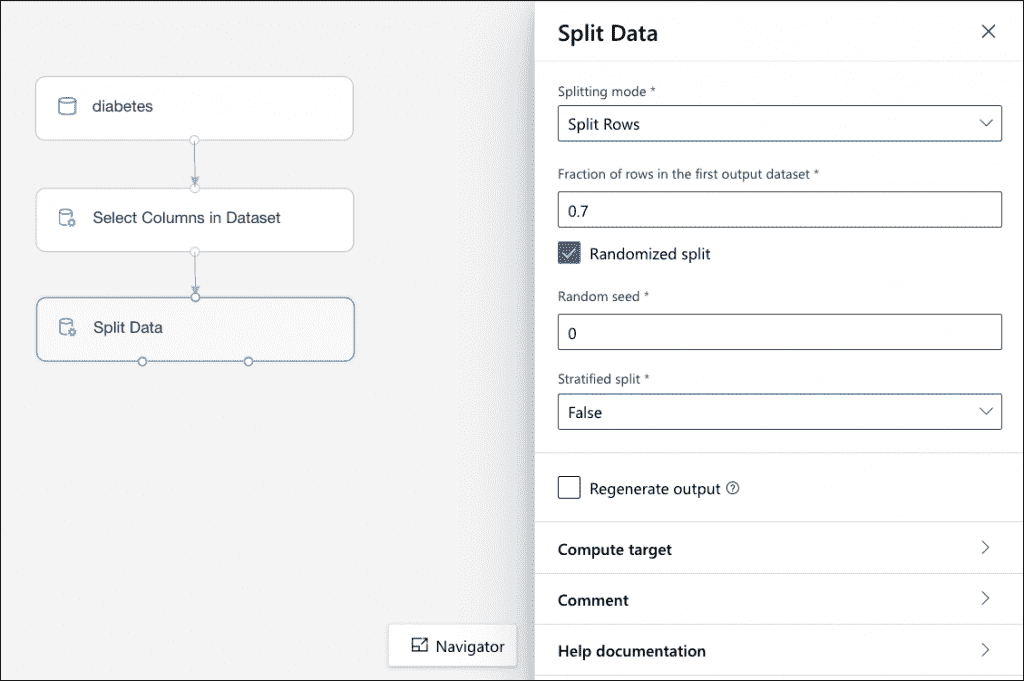 diabetes
Select Columns in Dataset
Split Data
Navigator
Split Data
Splitting mode *
Split Rows
Fraction of rows in the first output dataset *
0.7
Randomized split
Random seed *
0
Stratified split *
False
Regenerate output
Compute target
Comment
Help documentation